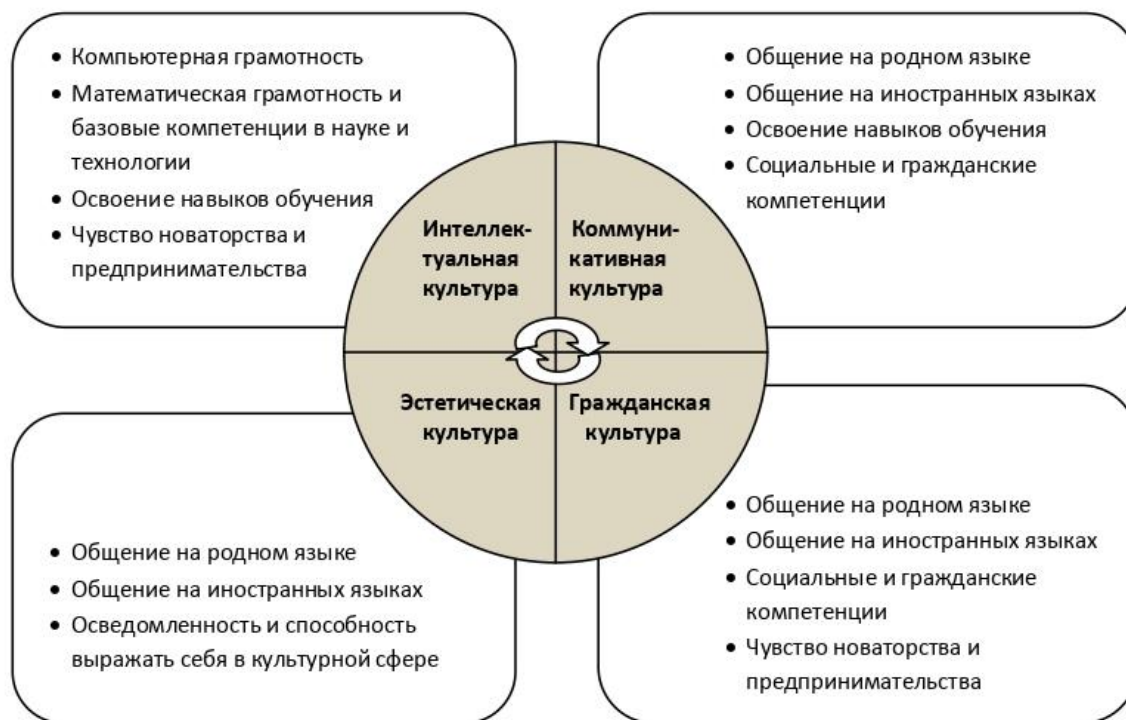 • Компьютерная грамотность
• Математическая грамотность и
базовые компетенции в науке и
технологии
• Освоение навыков обучения
• Чувство новаторства и
предпринимательства
• Общение на родном языке
• Общение на иностранных языках
• Освоение навыков обучения
• Социальные и гражданские
компетенции
Интеллек-
туальная
культура
Коммуни-
кативная
культура
Эстетическая
культура
Гражданская
культура
• Общение на родном языке
• Общение на иностранных языках
• Осведомленность и способность
выражать себя в культурной сфере
• Общение на родном языке
• Общение на иностранных языках
• Социальные и гражданские
компетенции
• Чувство новаторства и
предпринимательства